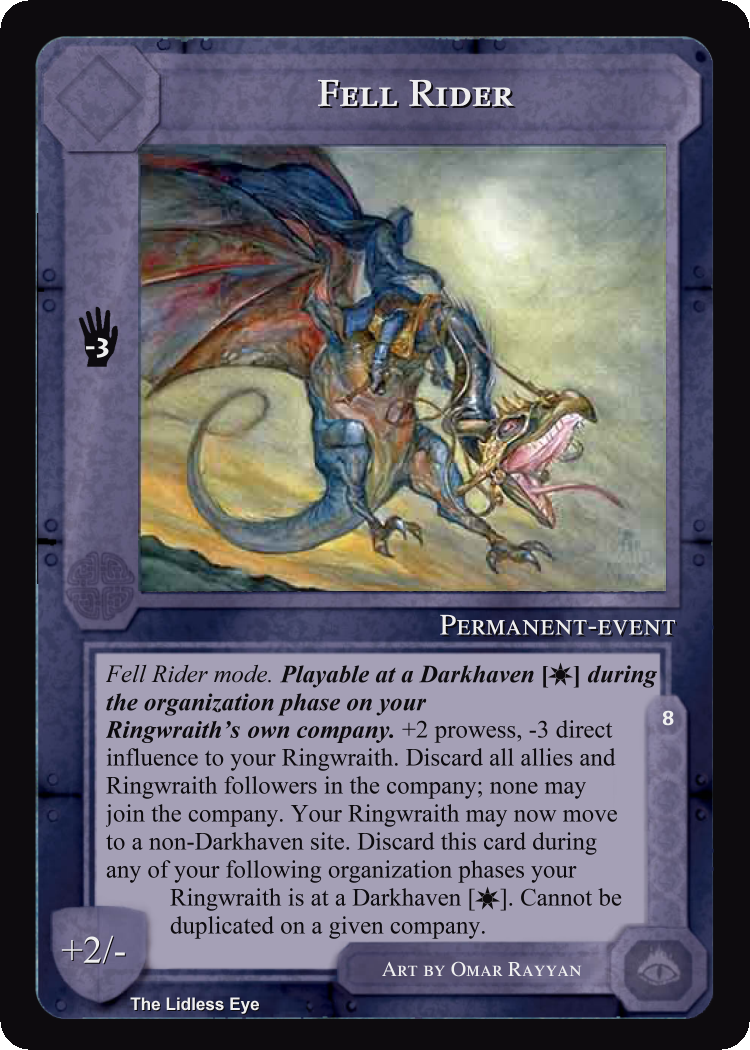 FELL RIDER
-3
PERMANENT-EVENT
Fell Rider mode. Playable at a Darkhaven [✷] during
the organization phase on your
Ringwraith's own company. +2 prowess, -3 direct
influence to your Ringwraith. Discard all allies and
Ringwraith followers in the company; none may
join the company. Your Ringwraith may now move
to a non-Darkhaven site. Discard this card during
any of your following organization phases your
Ringwraith is at a Darkhaven [✷]. Cannot be
duplicated on a given company.
8
+2/-
ART BY OMAR RAYYAN
The Lidless Eye